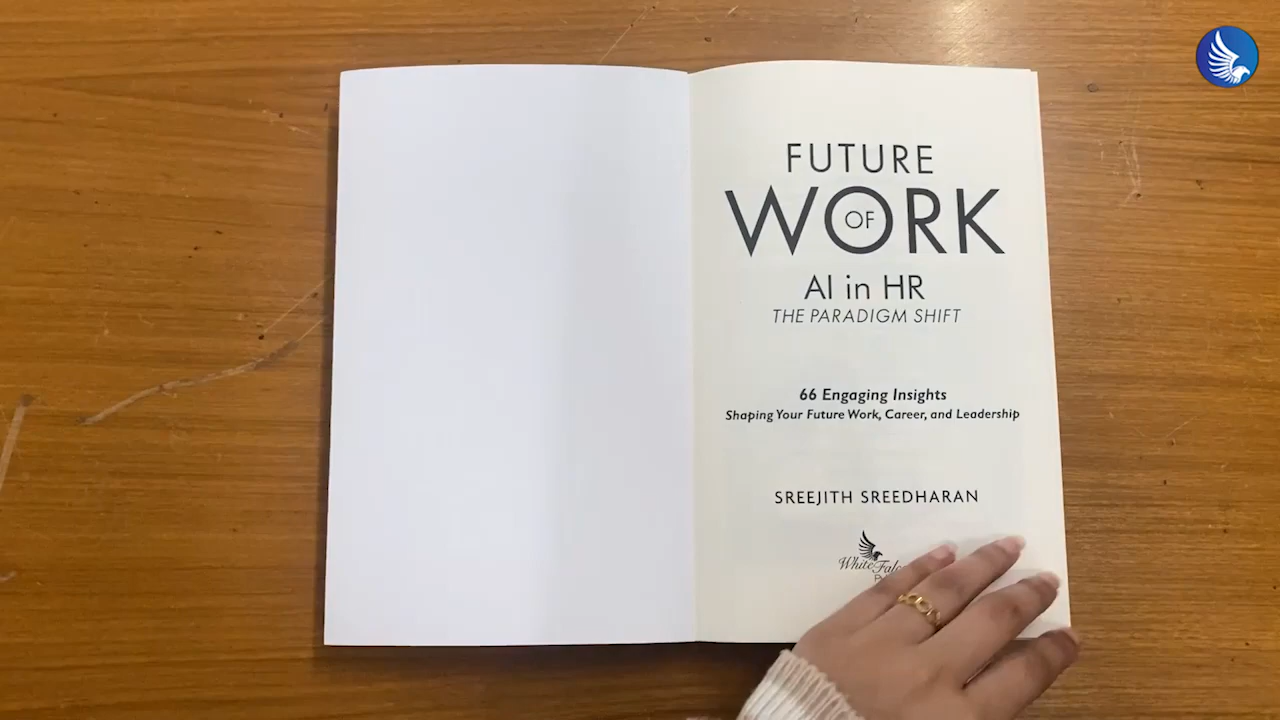 FUTURE
WORK
OF
AI in HR
THE PARADIGM SHIFT
66 Engaging Insights
Shaping Your Future Work, Career, and Leadership
SREEJITH SREEDHARAN
White